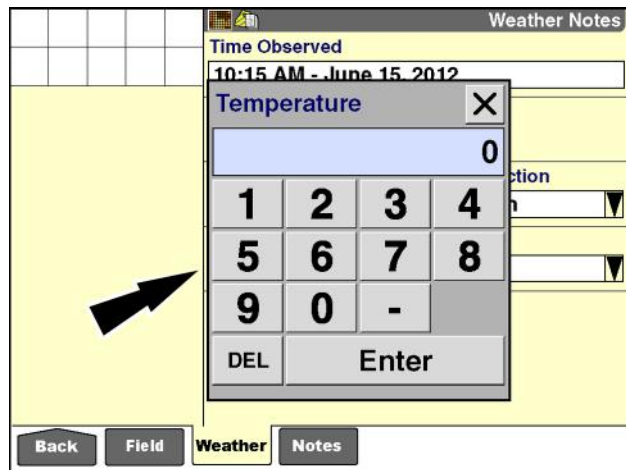 Weather Notes
Time Observed
10:15 AM - June 15, 2012
Temperature
0
ction
n
1 2 3 4
5 6 7 8
9 0 -
DEL Enter
Back Field Weather Notes